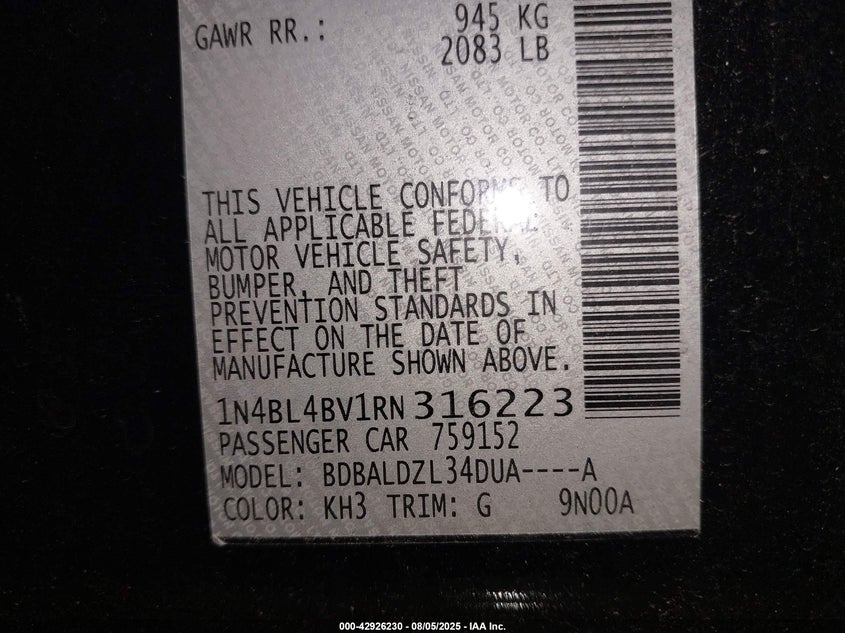 GAWR RR.: 945 KG
2083 LB
THIS VEHICLE CONFORMS TO
ALL APPLICABLE FEDERAL
MOTOR VEHICLE SAFETY,
BUMPER, AND THEFT
PREVENTION STANDARDS IN
EFFECT ON THE DATE OF
MANUFACTURE SHOWN ABOVE.
1N4BL4BV1RN316223
PASSENGER CAR 759152
MODEL: BDBALDZL34DUA----A
COLOR: KH3 TRIM: G 9N00A
000-42926230 - 08/05/2025 - IAA Inc.